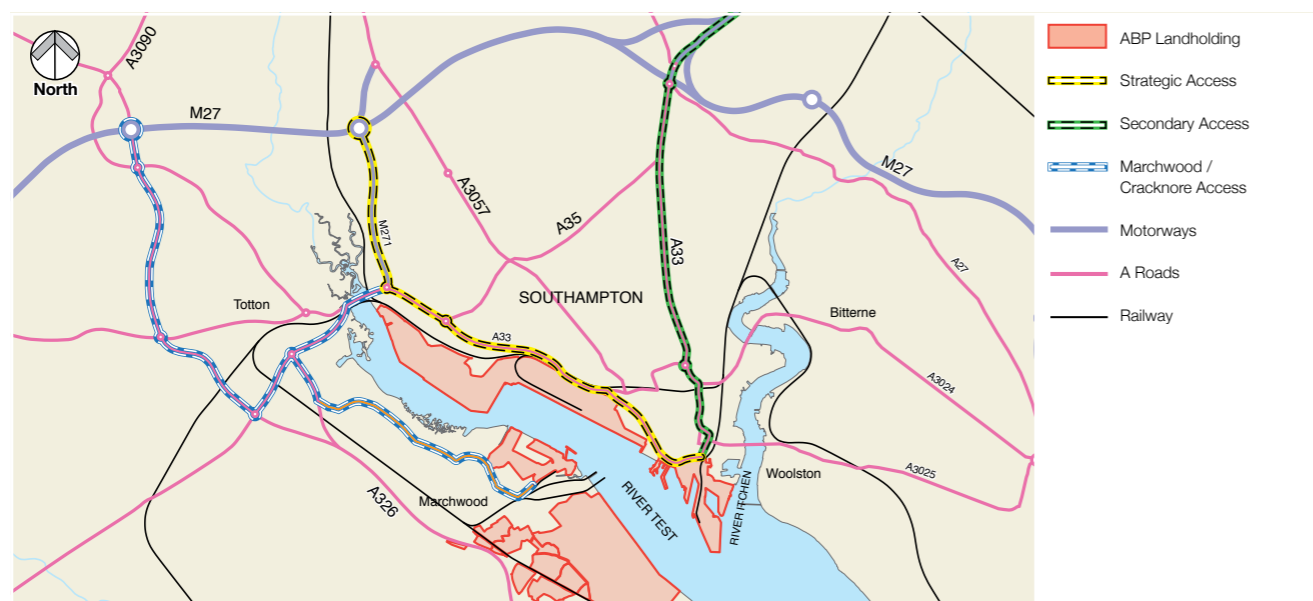 North
A3090
M27
M271
A3057
A35
A33
M27
A27
Totton
SOUTHAMPTON
Bitterne
A33
A3024
A3025
Woolston
Marchwood
A326
RIVER TEST
RIVER ITCHEN
ABP Landholding
Strategic Access
Secondary Access
Marchwood /
Cracknore Access
Motorways
A Roads
Railway